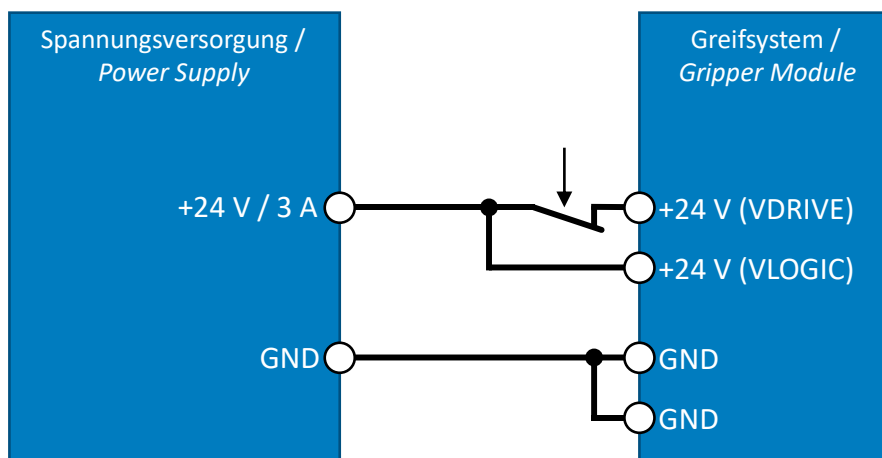 Spannungsversorgung /
Power Supply
Greifsystem /
Gripper Module
+24 V / 3 A
+24 V (VDRIVE)
+24 V (VLOGIC)
GND
GND
GND